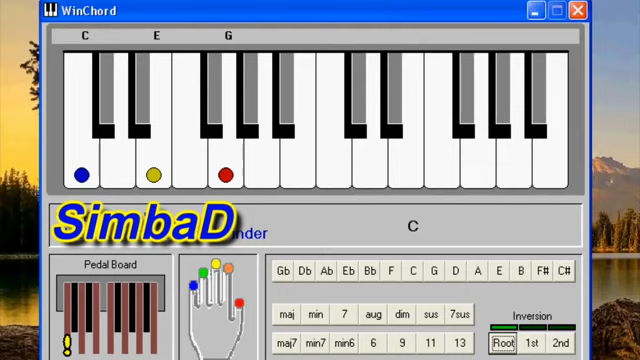 WinChord
C E G
SimbaD
nder
C
Pedal Board
!
Gb Db Ab Eb Bb F C G D A E B F# C#
maj min 7 aug dim sus 7sus
Inversion
maj7 min7 min6 6 9 11 13
Root 1st 2nd